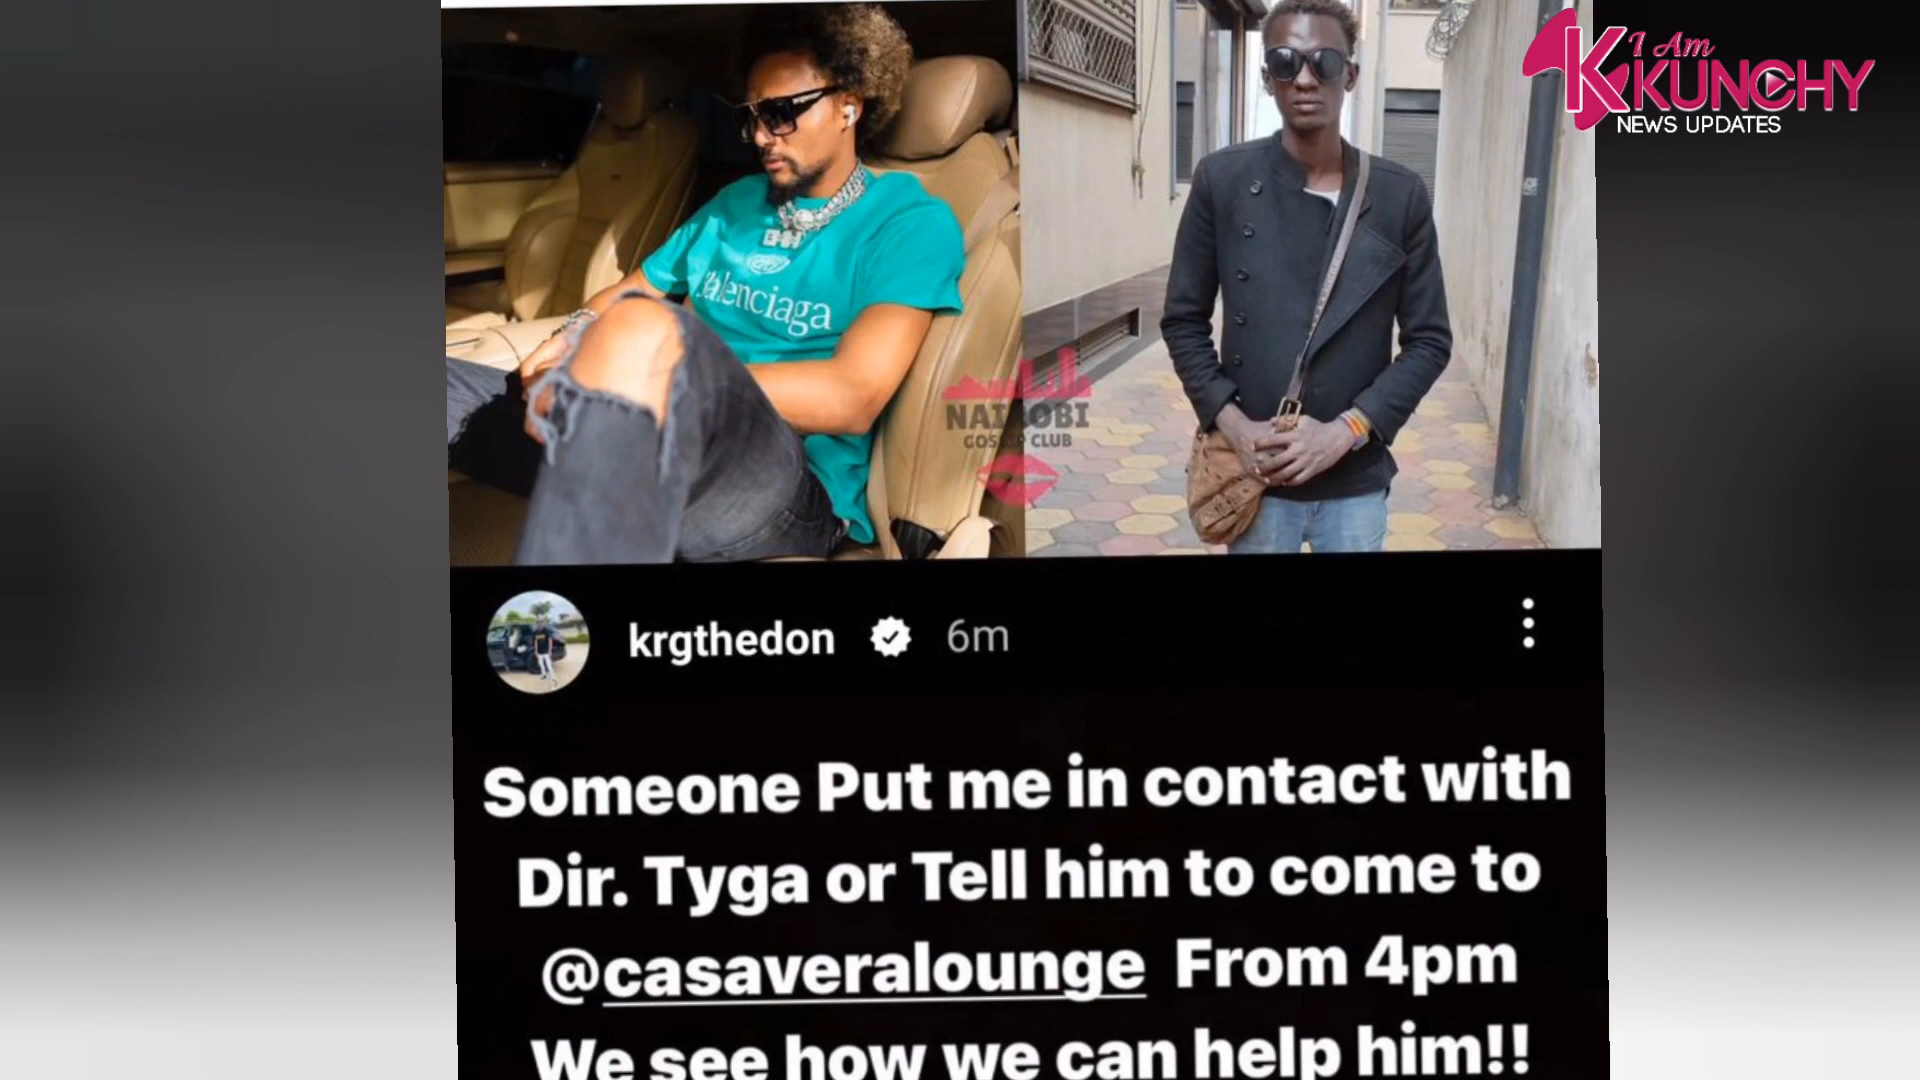 I Am
KUNCHY
NEWS UPDATES
Balenciaga
NAIROBI
GOSSIP CLUB
krgthedon 6m
Someone Put me in contact with
Dir. Tyga or Tell him to come to
@casaveralounge From 4pm
We see how we can help him!!